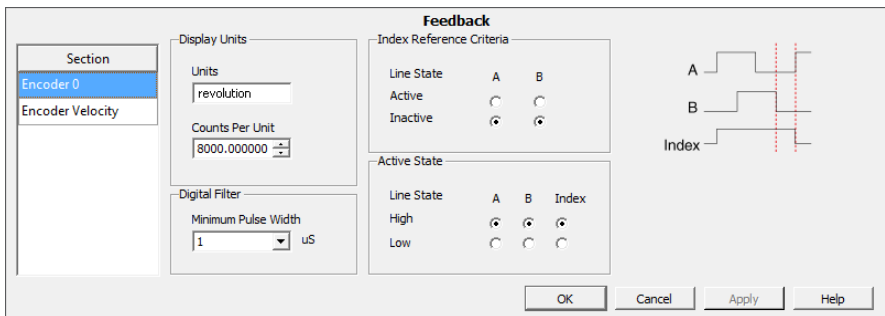 Feedback
Section
Encoder 0
Encoder Velocity
Display Units
Units
revolution
Counts Per Unit
8000.000000
Digital Filter
Minimum Pulse Width
1 uS
Index Reference Criteria
Line State A B
Active
Inactive
Active State
Line State A B Index
High
Low
A
B
Index
OK Cancel Apply Help